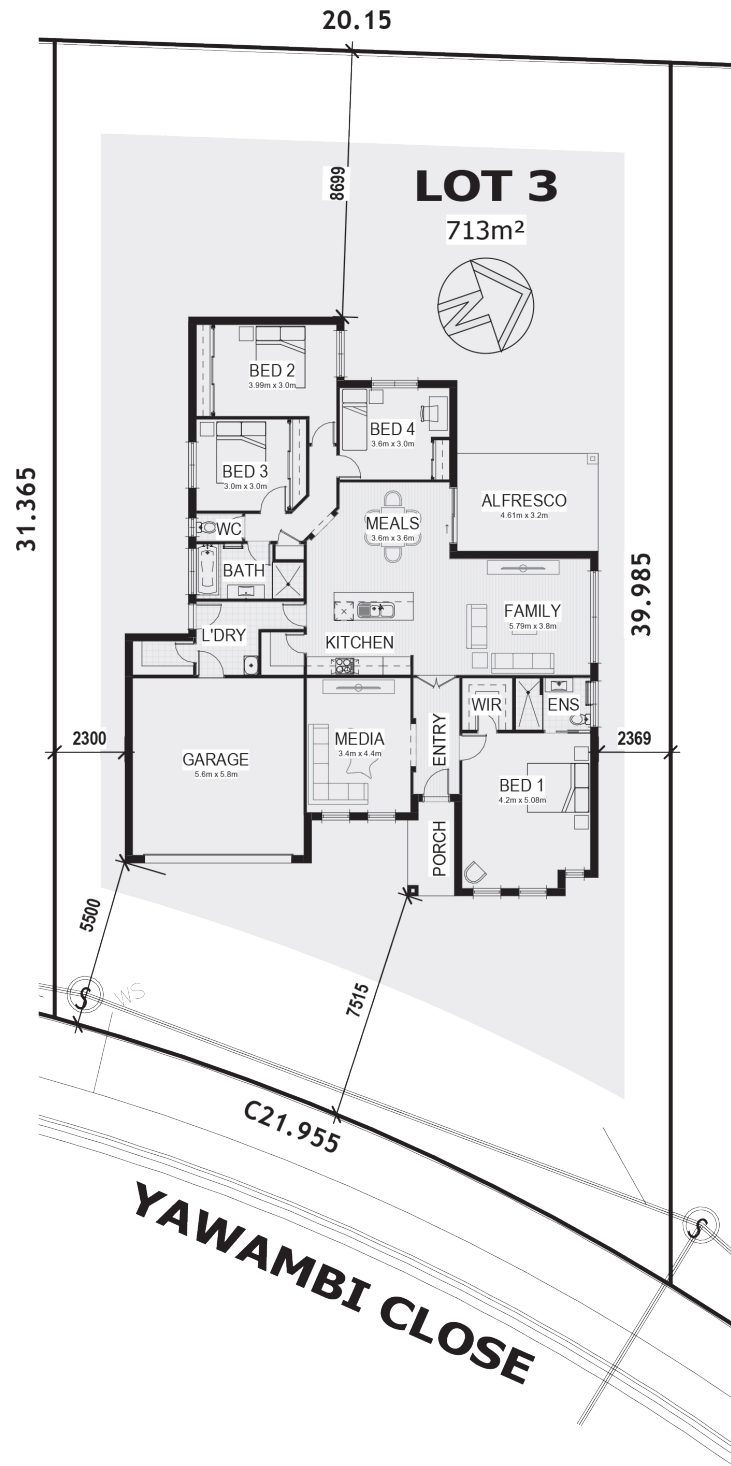 20.15
8699
LOT 3
713m²
N
BED 2
3.99m x 3.0m
BED 4
3.6m x 3.0m
BED 3
3.0m x 3.0m
31.365
ALFRESCO
4.61m x 3.2m
MEALS
3.6m x 3.6m
WC
BATH
39.985
FAMILY
5.79m x 3.8m
L'DRY
KITCHEN
WIR
ENS
2300
ENTRY
2369
MEDIA
3.4m x 4.4m
GARAGE
5.6m x 5.8m
BED 1
4.2m x 5.08m
PORCH
5500
7515
S
WS
C21.955
S
YAWAMBI CLOSE